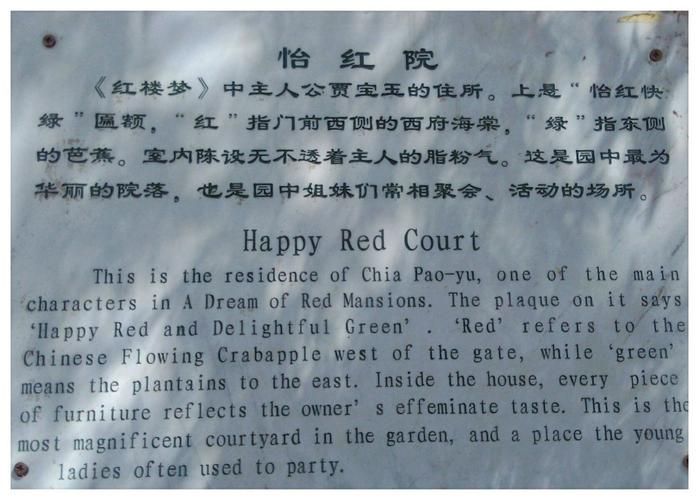 怡 红 院
《红楼梦》中主人公贾宝玉的住所。上悬“怡红快
绿”匾额，“红”指门前西侧的西府海棠，“绿”指东侧
的芭蕉。室内陈设无不透着主人的脂粉气。这是园中最为
华丽的院落，也是园中姐妹们常相聚会、活动的场所。
Happy Red Court
This is the residence of Chia Pao-yu, one of the main
characters in A Dream of Red Mansions. The plaque on it says
‘Happy Red and Delightful Green’ . ‘Red’ refers to the
Chinese Flowing Crabapple west of the gate, while ‘green’
means the plantains to the east. Inside the house, every piece
of furniture reflects the owner’ s effeminate taste. This is the
most magnificent courtyard in the garden, and a place the young
ladies often used to party.